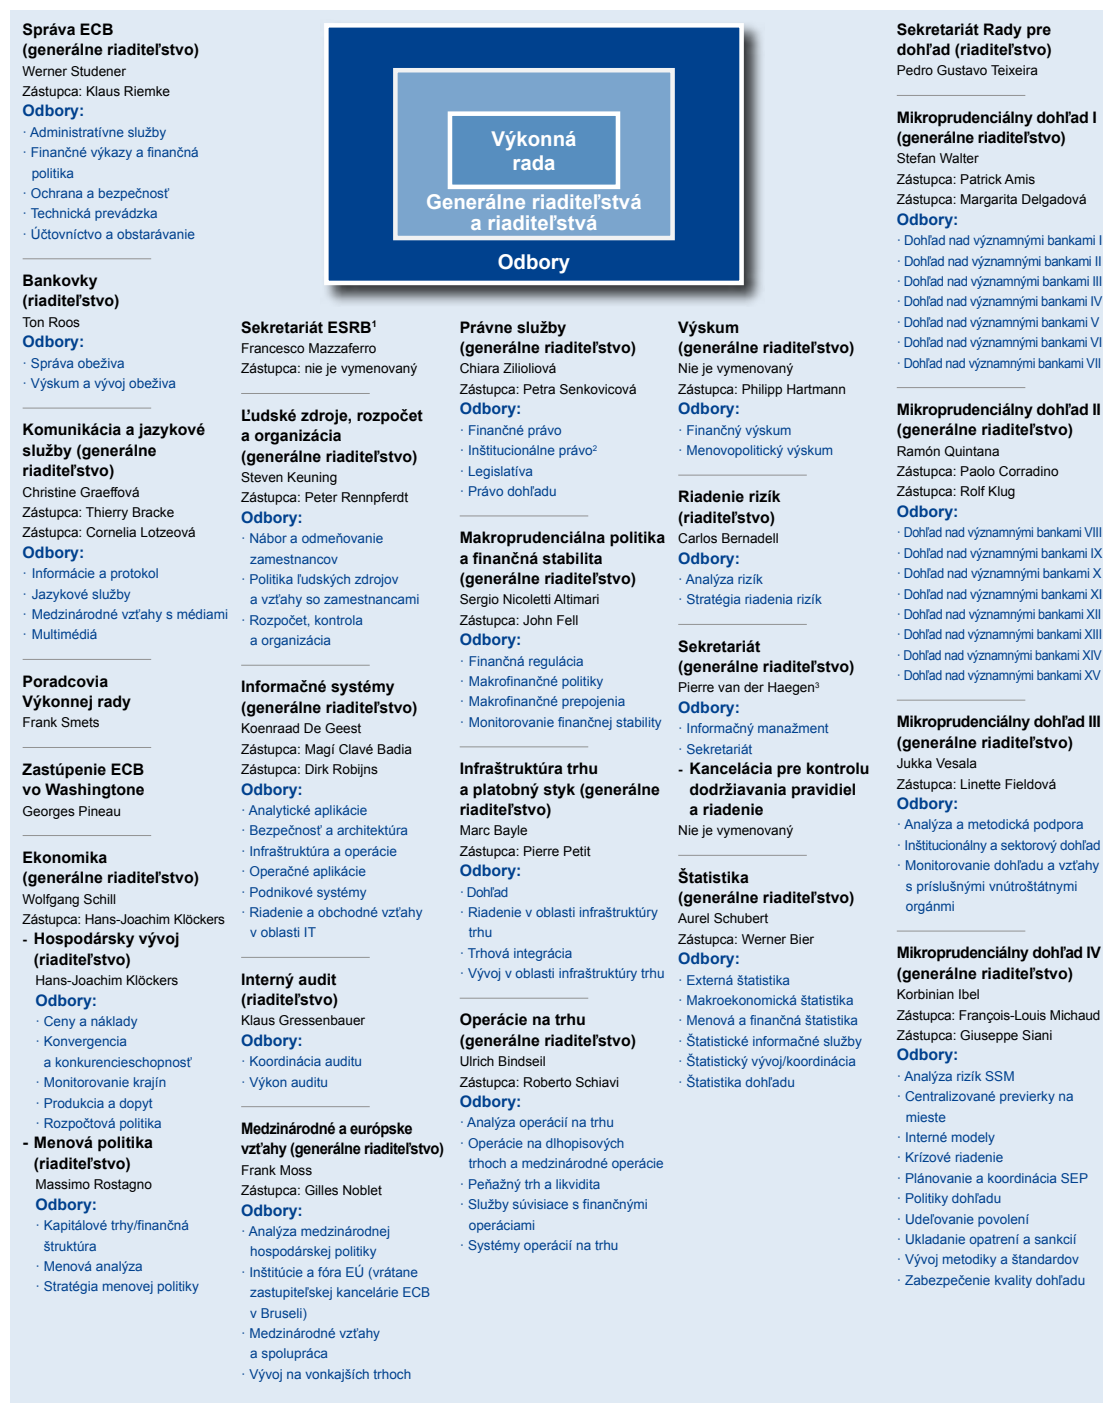 Správa ECB
(generálne riaditeľstvo)
Werner Studener
Zástupca: Klaus Riemke
Odbory:
· Administratívne služby
· Finančné výkazy a finančná
politika
· Ochrana a bezpečnosť
· Technická prevádzka
· Účtovníctvo a obstarávanie
Bankovky
(riaditeľstvo)
Ton Roos
Odbory:
· Správa obeživa
· Výskum a vývoj obeživa
Komunikácia a jazykové
služby (generálne
riaditeľstvo)
Christine Graeffová
Zástupca: Thierry Bracke
Zástupca: Cornelia Lotzeová
Odbory:
· Informácie a protokol
· Jazykové služby
· Medzinárodné vzťahy s médiami
· Multimédiá
Poradcovia
Výkonnej rady
Frank Smets
Zastúpenie ECB
vo Washingtone
Georges Pineau
Ekonomika
(generálne riaditeľstvo)
Wolfgang Schill
Zástupca: Hans-Joachim Klöckers
- Hospodársky vývoj
(riaditeľstvo)
Hans-Joachim Klöckers
Odbory:
· Ceny a náklady
· Konvergencia
a konkurencieschopnosť
· Monitorovanie krajín
· Produkcia a dopyt
· Rozpočtová politika
- Menová politika
(riaditeľstvo)
Massimo Rostagno
Odbory:
· Kapitálové trhy/finančná
štruktúra
· Menová analýza
· Stratégia menovej politiky
Výkonná
rada
Generálne riaditeľstvá
a riaditeľstvá
Odbory
Sekretariát ESRB¹
Francesco Mazzaferro
Zástupca: nie je vymenovaný
Ľudské zdroje, rozpočet
a organizácia
(generálne riaditeľstvo)
Steven Keuning
Zástupca: Peter Rennpferdt
Odbory:
· Nábor a odmeňovanie
zamestnancov
· Politika ľudských zdrojov
a vzťahy so zamestnancami
· Rozpočet, kontrola
a organizácia
Informačné systémy
(generálne riaditeľstvo)
Koenraad De Geest
Zástupca: Magí Clavé Badia
Zástupca: Dirk Robijns
Odbory:
· Analytické aplikácie
· Bezpečnosť a architektúra
· Infraštruktúra a operácie
· Operačné aplikácie
· Podnikové systémy
· Riadenie a obchodné vzťahy
v oblasti IT
Interný audit
(riaditeľstvo)
Klaus Gressenbauer
Odbory:
· Koordinácia auditu
· Výkon auditu
Medzinárodné a európske
vzťahy (generálne riaditeľstvo)
Frank Moss
Zástupca: Gilles Noblet
Odbory:
· Analýza medzinárodnej
hospodárskej politiky
· Inštitúcie a fóra EÚ (vrátane
zastupiteľskej kancelárie ECB
v Bruseli)
· Medzinárodné vzťahy
a spolupráca
· Vývoj na vonkajších trhoch
Právne služby
(generálne riaditeľstvo)
Chiara Zilioliová
Zástupca: Petra Senkovicová
Odbory:
· Finančné právo
· Inštitucionálne právo²
· Legislatíva
· Právo dohľadu
Makroprudenciálna politika
a finančná stabilita
(generálne riaditeľstvo)
Sergio Nicoletti Altimari
Zástupca: John Fell
Odbory:
· Finančná regulácia
· Makrofinančné politiky
· Makrofinančné prepojenia
· Monitorovanie finančnej stability
Infraštruktúra trhu
a platobný styk (generálne
riaditeľstvo)
Marc Bayle
Zástupca: Pierre Petit
Odbory:
· Dohľad
· Riadenie v oblasti infraštruktúry
trhu
· Trhová integrácia
· Vývoj v oblasti infraštruktúry trhu
Operácie na trhu
(generálne riaditeľstvo)
Ulrich Bindseil
Zástupca: Roberto Schiavi
Odbory:
· Analýza operácií na trhu
· Operácie na dlhopisových
trhoch a medzinárodné operácie
· Peňažný trh a likvidita
· Služby súvisiace s finančnými
operáciami
· Systémy operácií na trhu
Výskum
(generálne riaditeľstvo)
Nie je vymenovaný
Zástupca: Philipp Hartmann
Odbory:
· Finančný výskum
· Menovopolitický výskum
Riadenie rizík
(riaditeľstvo)
Carlos Bernadell
Odbory:
· Analýza rizík
· Stratégia riadenia rizík
Sekretariát
(generálne riaditeľstvo)
Pierre van der Haegen³
Odbory:
· Informačný manažment
· Sekretariát
- Kancelácia pre kontrolu
dodržiavania pravidiel
a riadenie
Nie je vymenovaný
Štatistika
(generálne riaditeľstvo)
Aurel Schubert
Zástupca: Werner Bier
Odbory:
· Externá štatistika
· Makroekonomická štatistika
· Menová a finančná štatistika
· Štatistické informačné služby
· Štatistický vývoj/koordinácia
· Štatistika dohľadu
Sekretariát Rady pre
dohľad (riaditeľstvo)
Pedro Gustavo Teixeira
Mikroprudenciálny dohľad I
(generálne riaditeľstvo)
Stefan Walter
Zástupca: Patrick Amis
Zástupca: Margarita Delgadová
Odbory:
· Dohľad nad významnými bankami I
· Dohľad nad významnými bankami II
· Dohľad nad významnými bankami III
· Dohľad nad významnými bankami IV
· Dohľad nad významnými bankami V
· Dohľad nad významnými bankami VI
· Dohľad nad významnými bankami VII
Mikroprudenciálny dohľad II
(generálne riaditeľstvo)
Ramón Quintana
Zástupca: Paolo Corradino
Zástupca: Rolf Klug
Odbory:
· Dohľad nad významnými bankami VIII
· Dohľad nad významnými bankami IX
· Dohľad nad významnými bankami X
· Dohľad nad významnými bankami XI
· Dohľad nad významnými bankami XII
· Dohľad nad významnými bankami XIII
· Dohľad nad významnými bankami XIV
· Dohľad nad významnými bankami XV
Mikroprudenciálny dohľad III
(generálne riaditeľstvo)
Jukka Vesala
Zástupca: Linette Fieldová
Odbory:
· Analýza a metodická podpora
· Inštitucionálny a sektorový dohľad
· Monitorovanie dohľadu a vzťahy
s príslušnými vnútroštátnymi
orgánmi
Mikroprudenciálny dohľad IV
(generálne riaditeľstvo)
Korbinian Ibel
Zástupca: François-Louis Michaud
Zástupca: Giuseppe Siani
Odbory:
· Analýza rizík SSM
· Centralizované previerky na
mieste
· Interné modely
· Krízové riadenie
· Plánovanie a koordinácia SEP
· Politiky dohľadu
· Udeľovanie povolení
· Ukladanie opatrení a sankcií
· Vývoj metodiky a štandardov
· Zabezpečenie kvality dohľadu